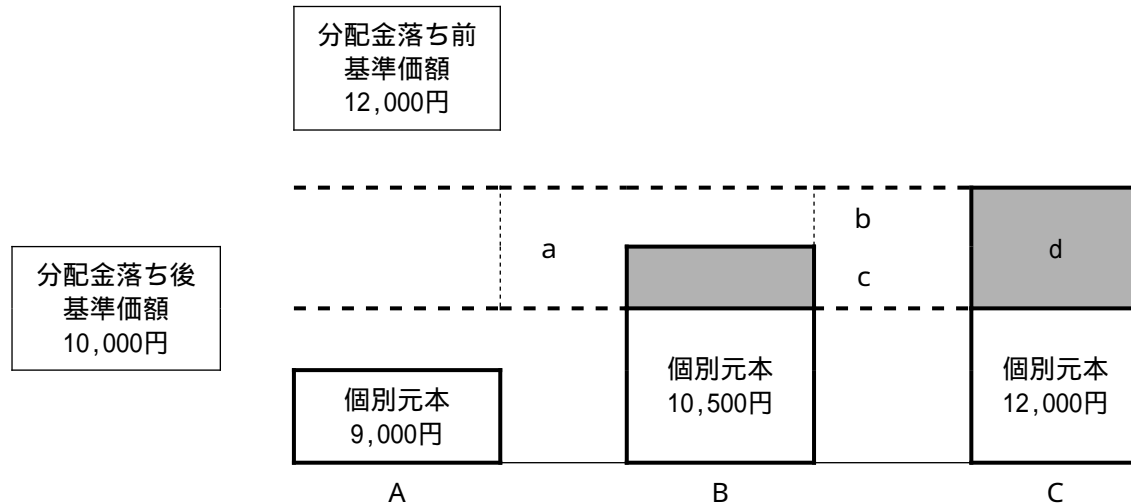 分配金落ち前
基準価額
12,000円
b
a
d
c
分配金落ち後
基準価額
10,000円
個別元本
9,000円
個別元本
10,500円
個別元本
12,000円
A
B
C